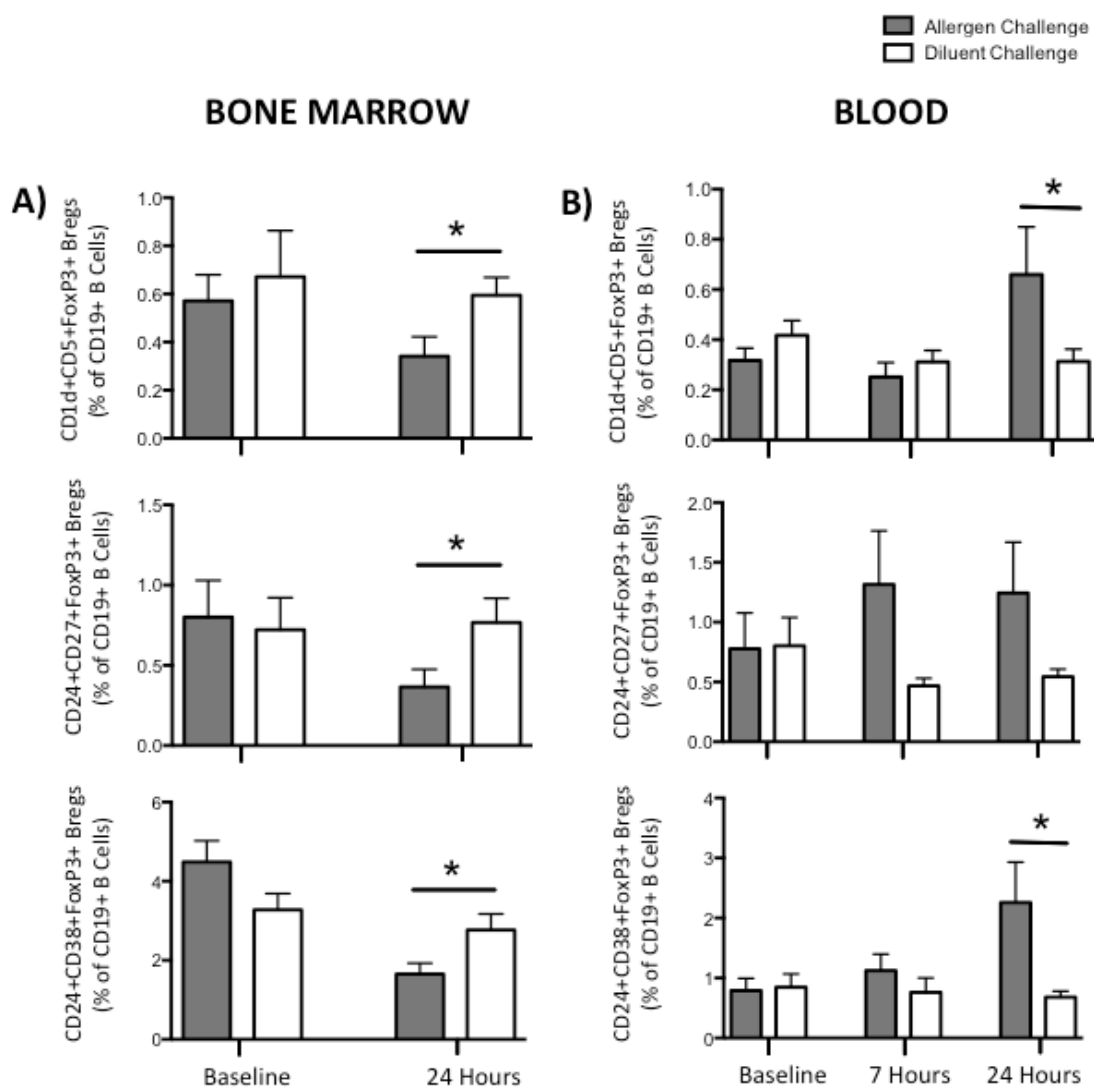 Allergen Challenge
Diluent Challenge
BONE MARROW
BLOOD
A)
CD1d+CD5+FoxP3+ Bregs
(% of CD19+ B Cells)
1.0
0.8
0.6
0.4
0.2
0.0
*
B)
CD1d+CD5+FoxP3+ Bregs
(% of CD19+ B Cells)
1.0
0.8
0.6
0.4
0.2
0.0
*
CD24+CD27+FoxP3+ Bregs
(% of CD19+ B Cells)
1.5
1.0
0.5
0.0
*
CD24+CD27+FoxP3+ Bregs
(% of CD19+ B Cells)
2.0
1.5
1.0
0.5
0.0
CD24+CD38+FoxP3+ Bregs
(% of CD19+ B Cells)
6
4
2
0
*
Baseline
24 Hours
CD24+CD38+FoxP3+ Bregs
(% of CD19+ B Cells)
4
3
2
1
0
*
Baseline
7 Hours
24 Hours